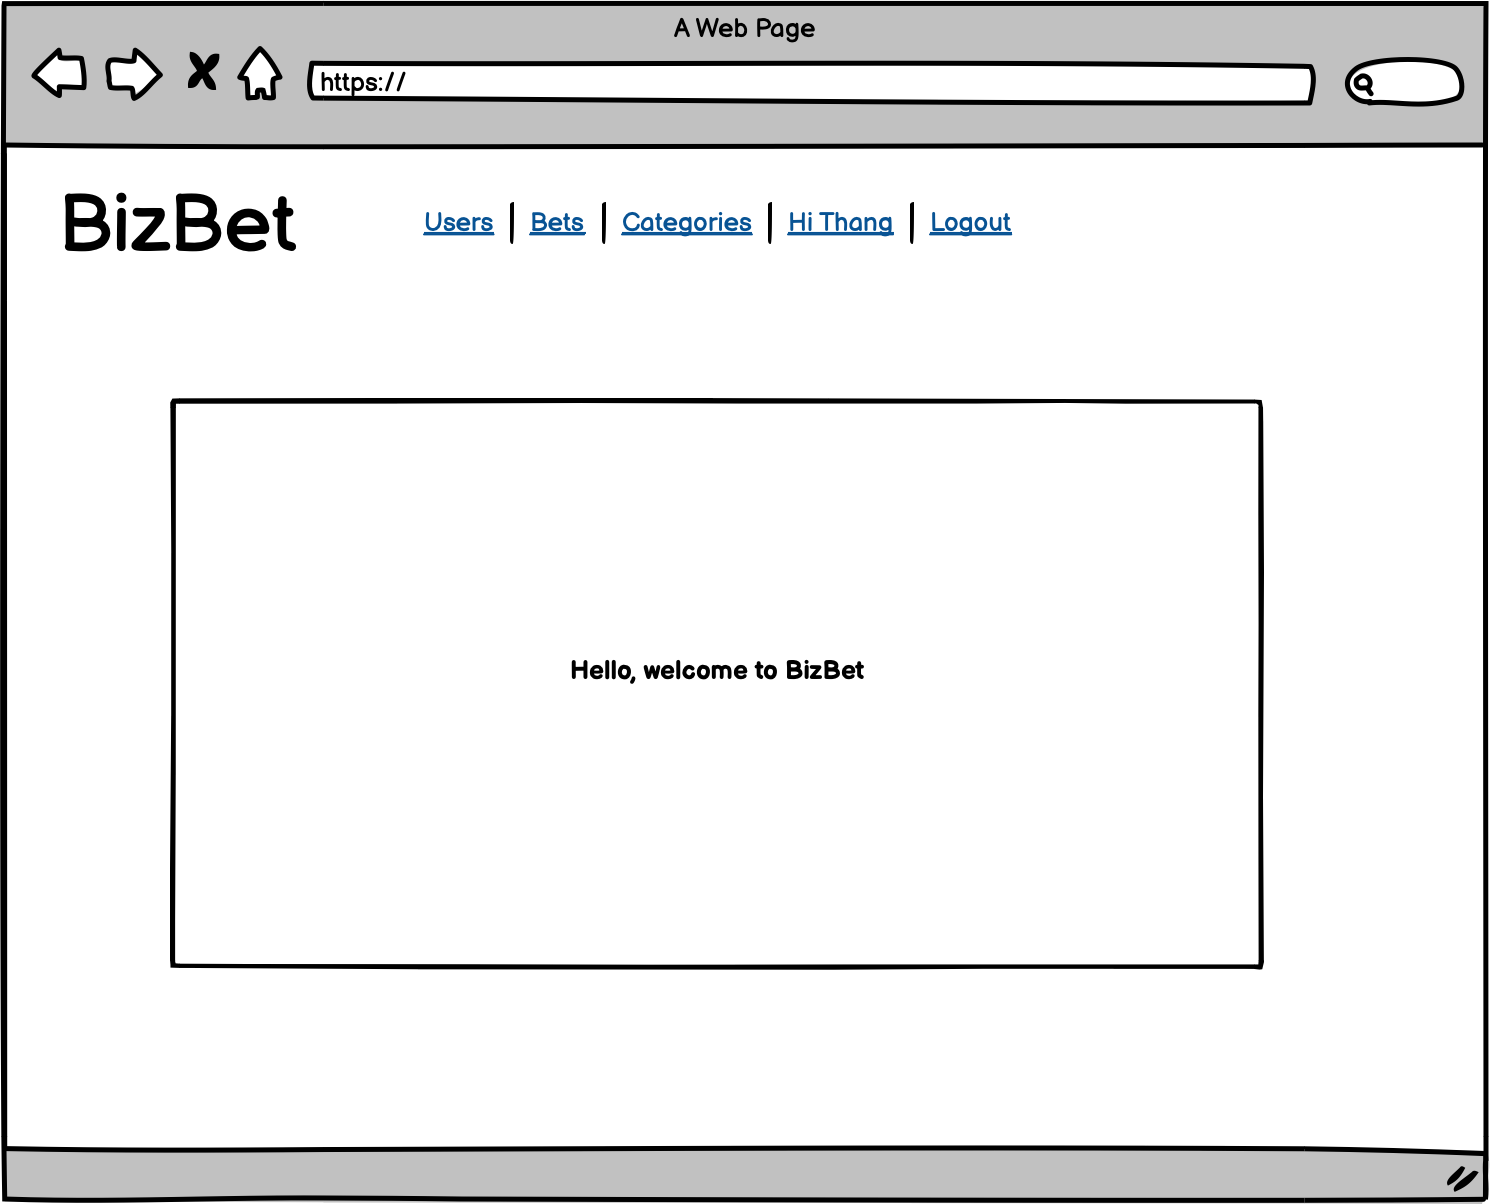 A Web Page
https://
BizBet
Users | Bets | Categories | Hi Thang | Logout
Hello, welcome to BizBet